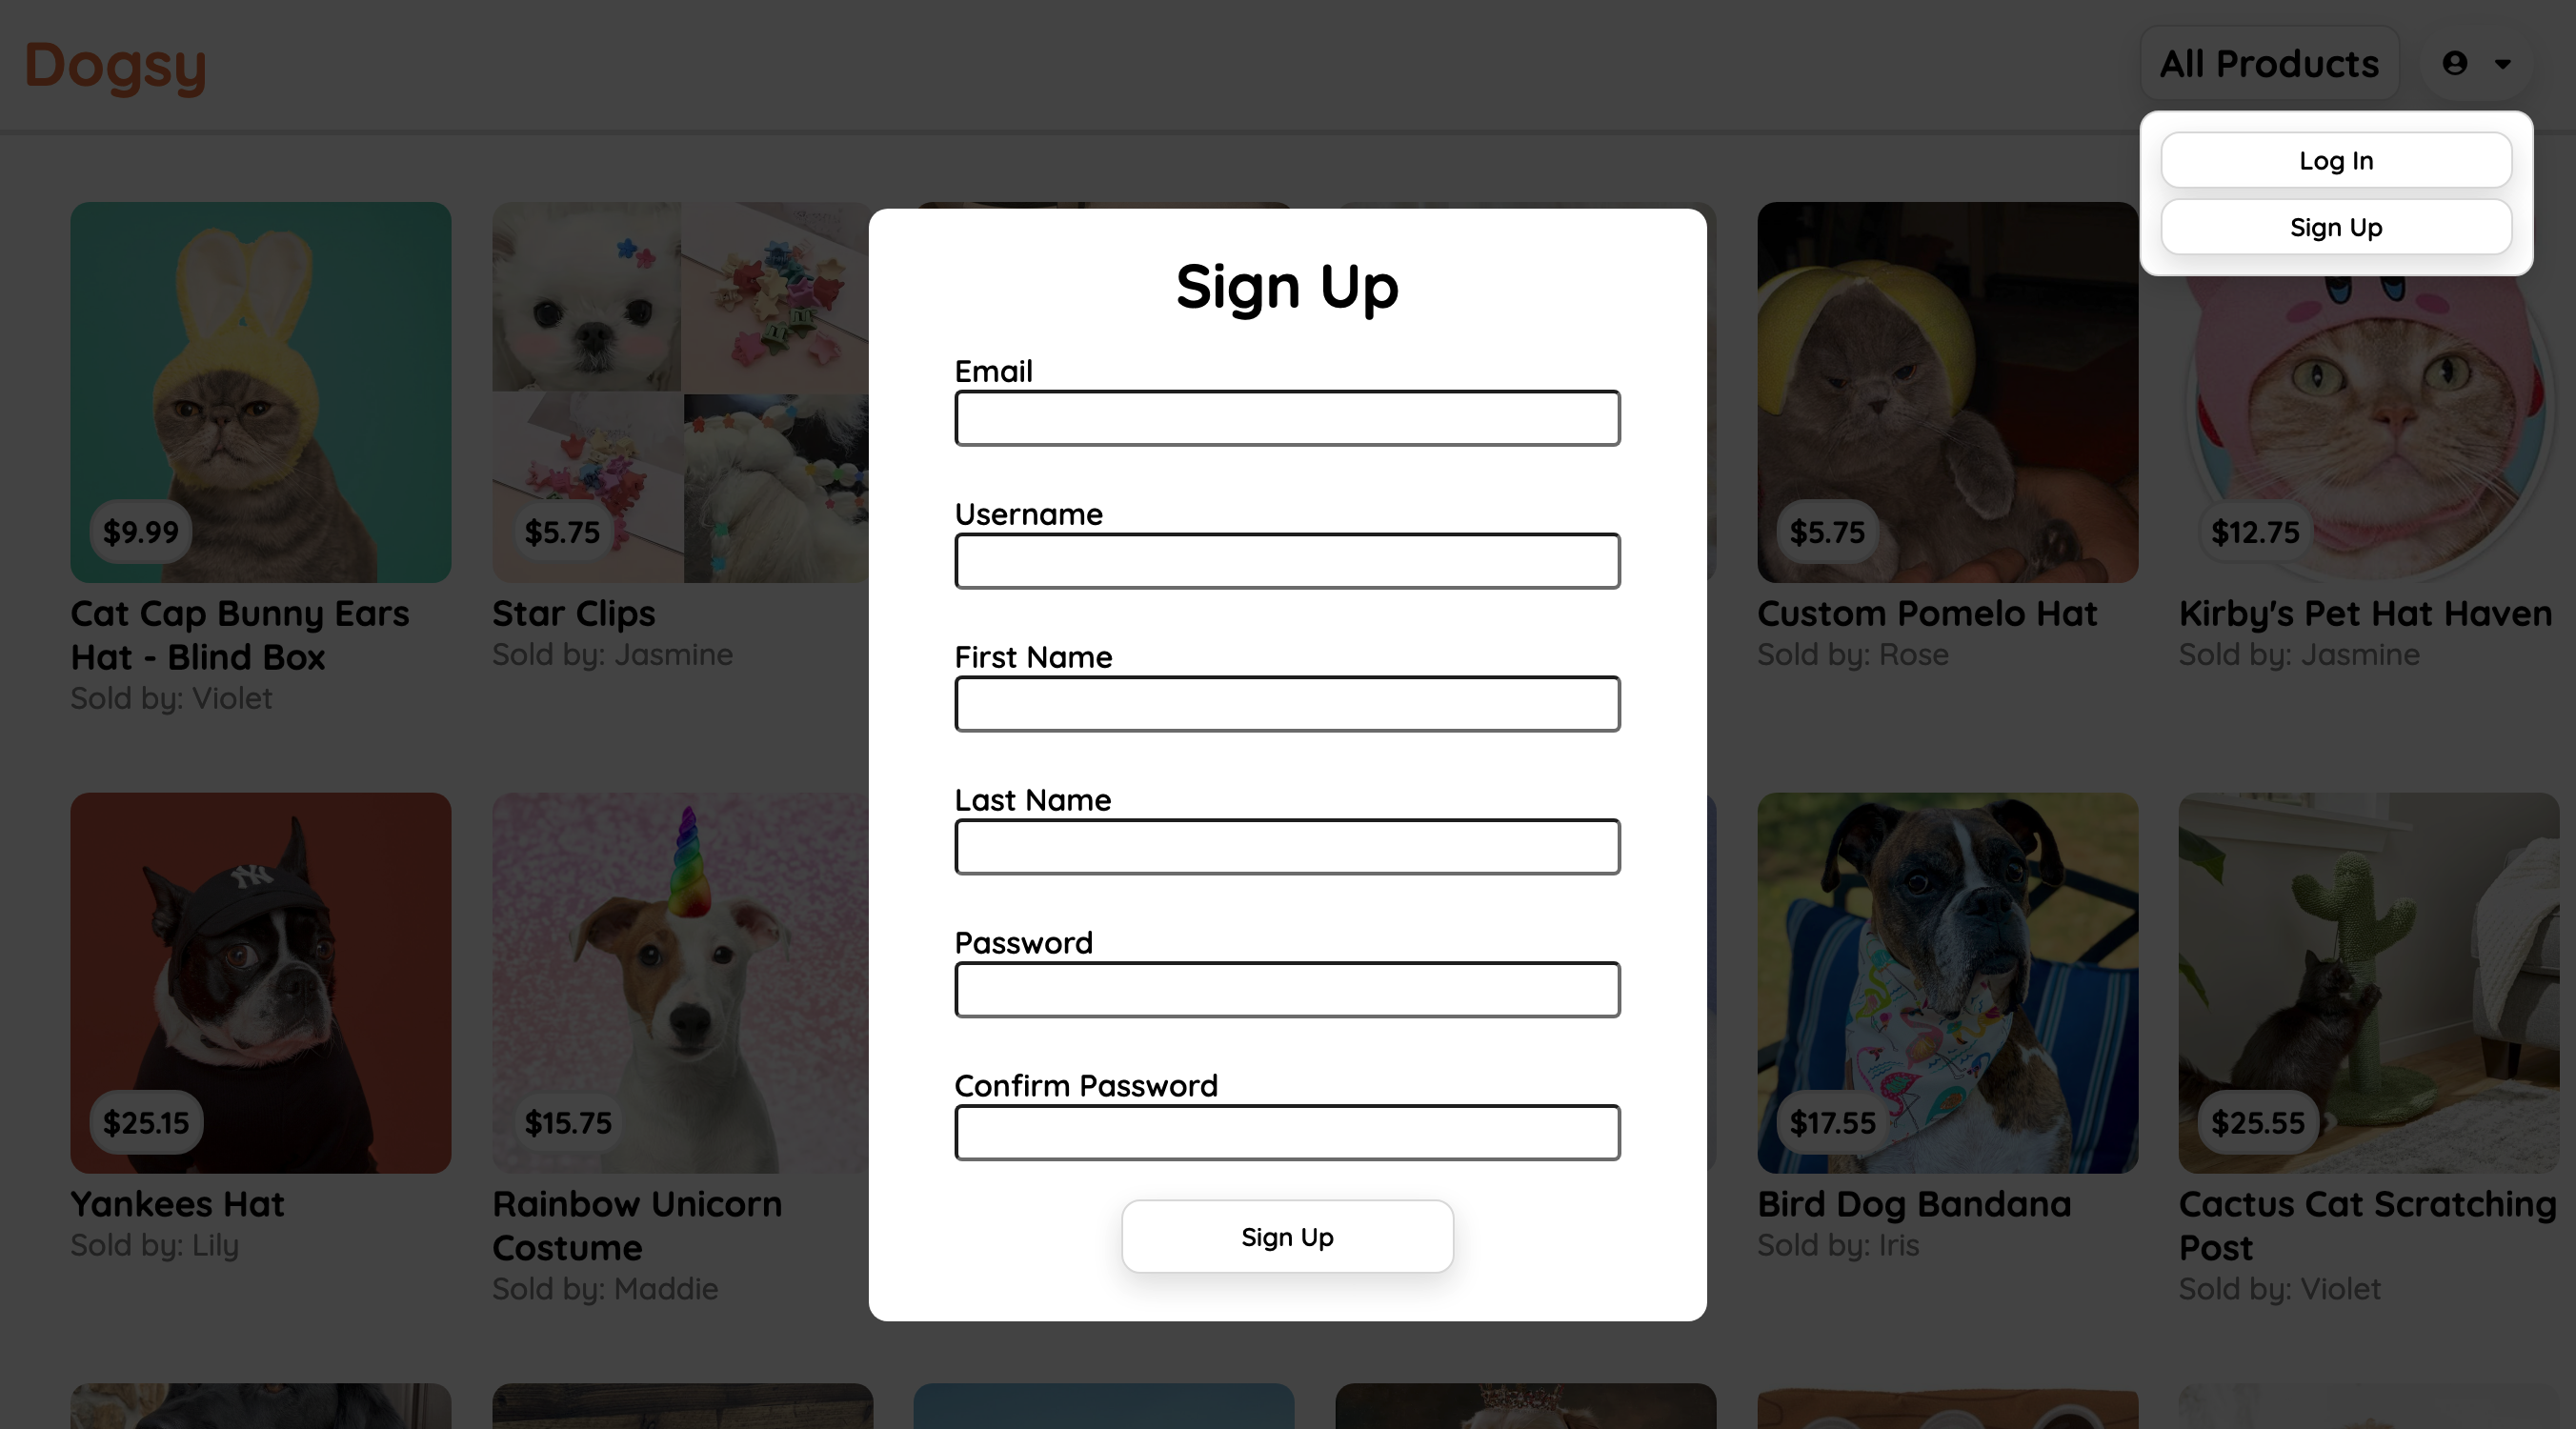 Dogsy
All Products
Log In
Sign Up
Sign Up
Email
Username
First Name
Last Name
Password
Confirm Password
Sign Up
$9.99
Cat Cap Bunny Ears
Hat - Blind Box
Sold by: Violet
$5.75
Star Clips
Sold by: Jasmine
$5.75
Custom Pomelo Hat
Sold by: Rose
$12.75
Kirby's Pet Hat Haven
Sold by: Jasmine
NY
$25.15
Yankees Hat
Sold by: Lily
$15.75
Rainbow Unicorn
Costume
Sold by: Maddie
$17.55
Bird Dog Bandana
Sold by: Iris
$25.55
Cactus Cat Scratching
Post
Sold by: Violet